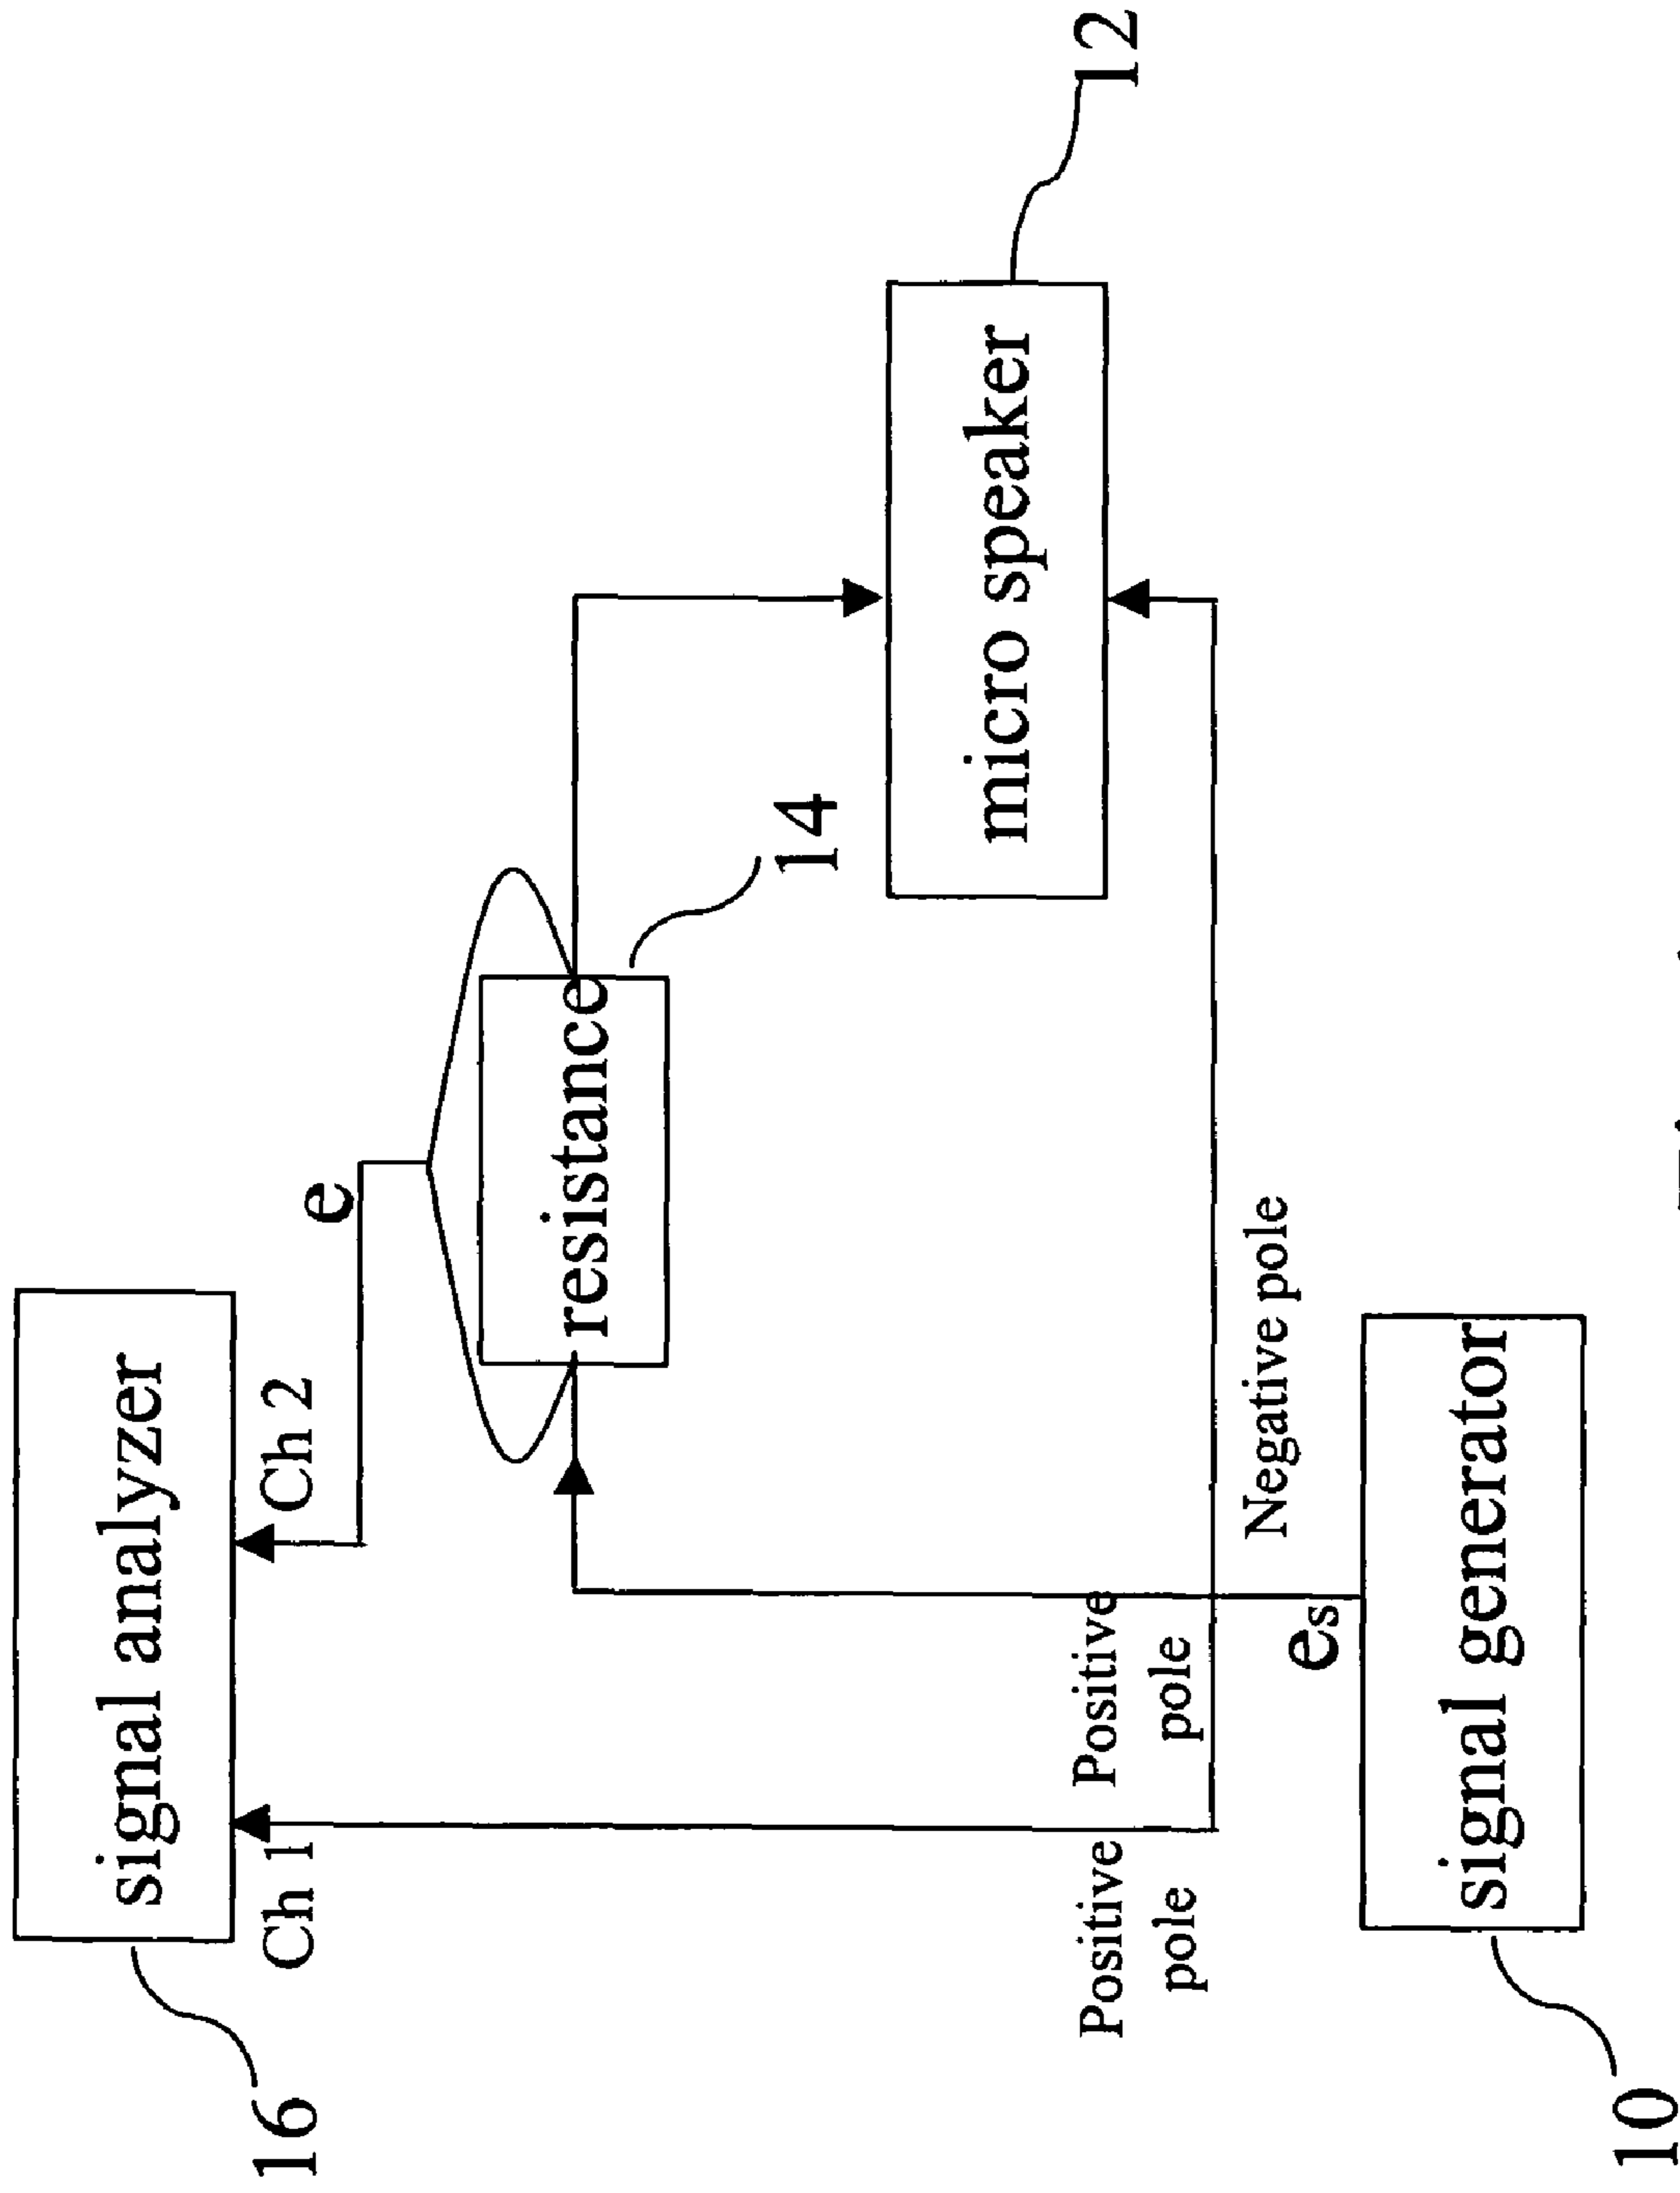 16
signal analyzer
Ch 1
Ch 2
e
resistance
14
micro speaker
12
Positive
pole
Positive
pole
Negative pole
es
signal generator
10